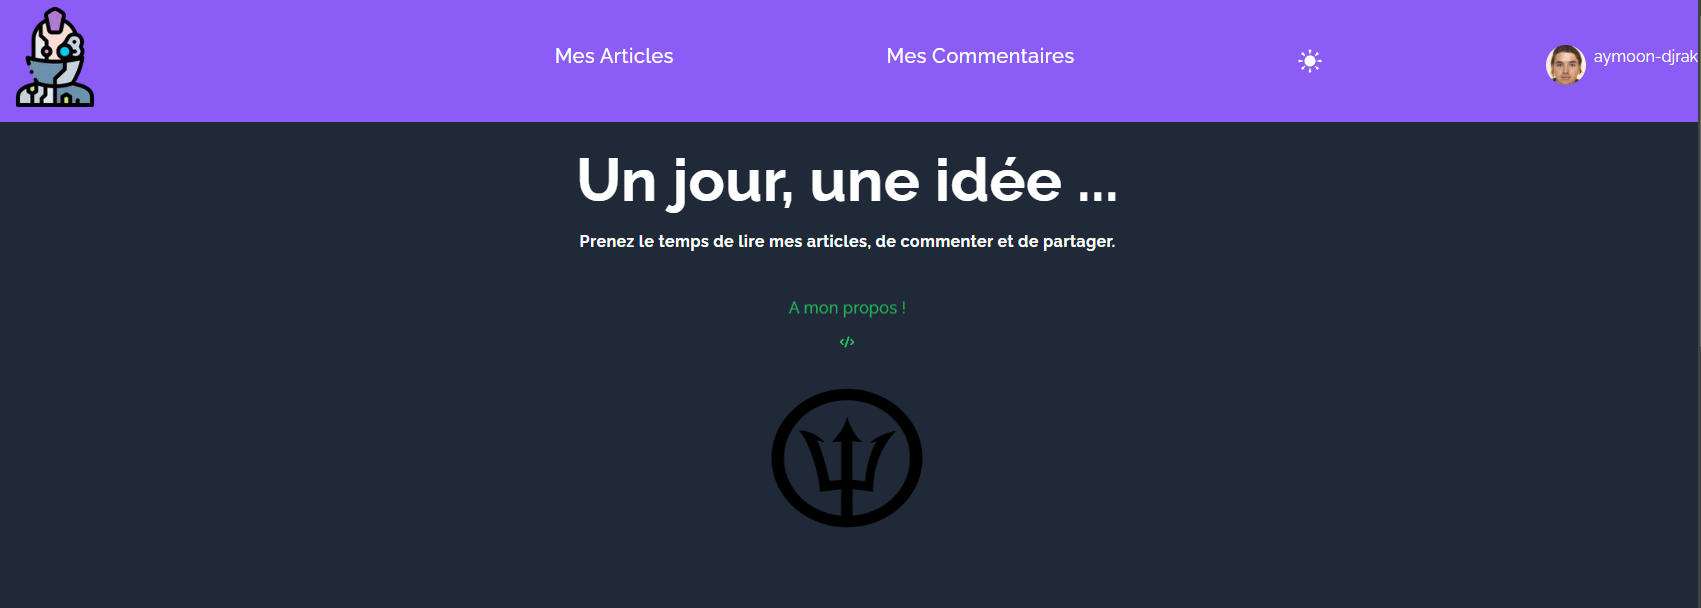 Mes Articles
Mes Commentaires
aymoon-djrak
Un jour, une idée ...
Prenez le temps de lire mes articles, de commenter et de partager.
A mon propos !
</>